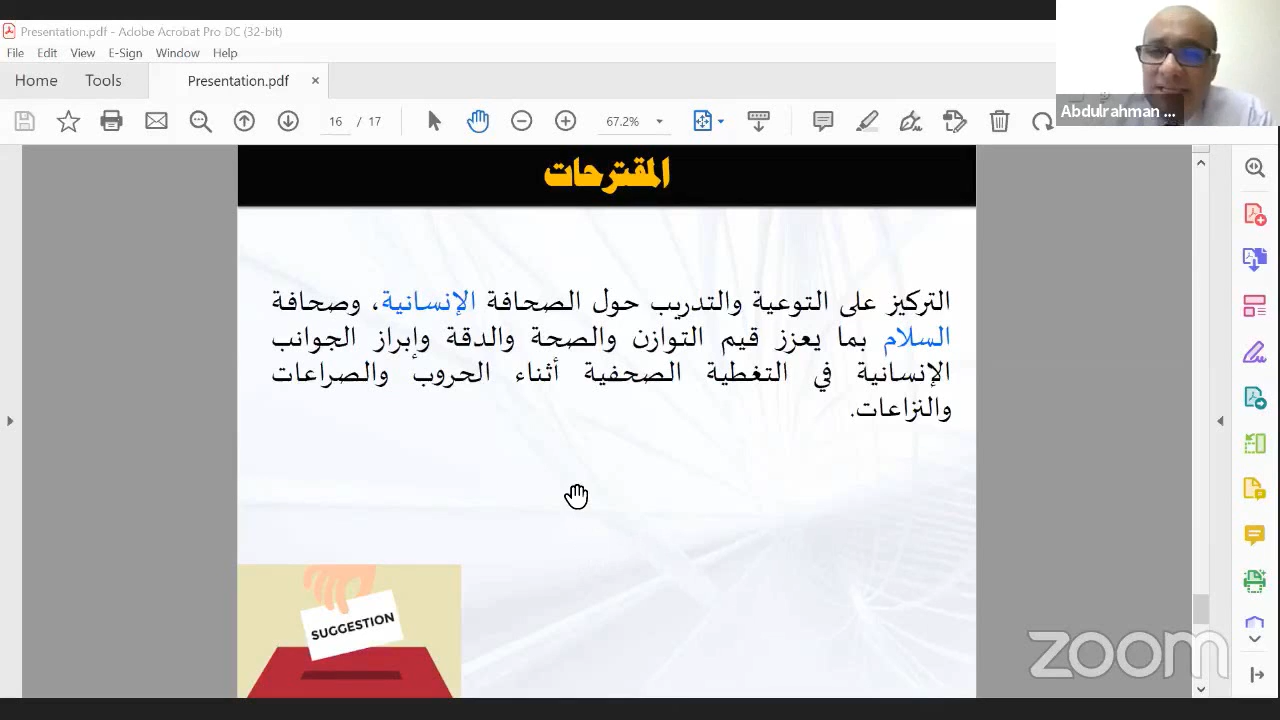 Presentation.pdf - Adobe Acrobat Pro DC (32-bit)
File Edit View E-Sign Window Help
Home Tools Presentation.pdf ×
16 / 17 67.2%
Abdulrahman ...
المقترحات
التركيز على التوعية والتدريب حول الصحافة الإنسانية، وصحافة
السلام بما يعزز قيم التوازن والصحة والدقة وإبراز الجوانب
الإنسانية في التغطية الصحفية أثناء الحروب والصراعات
والنزاعات.
SUGGESTION
zoom